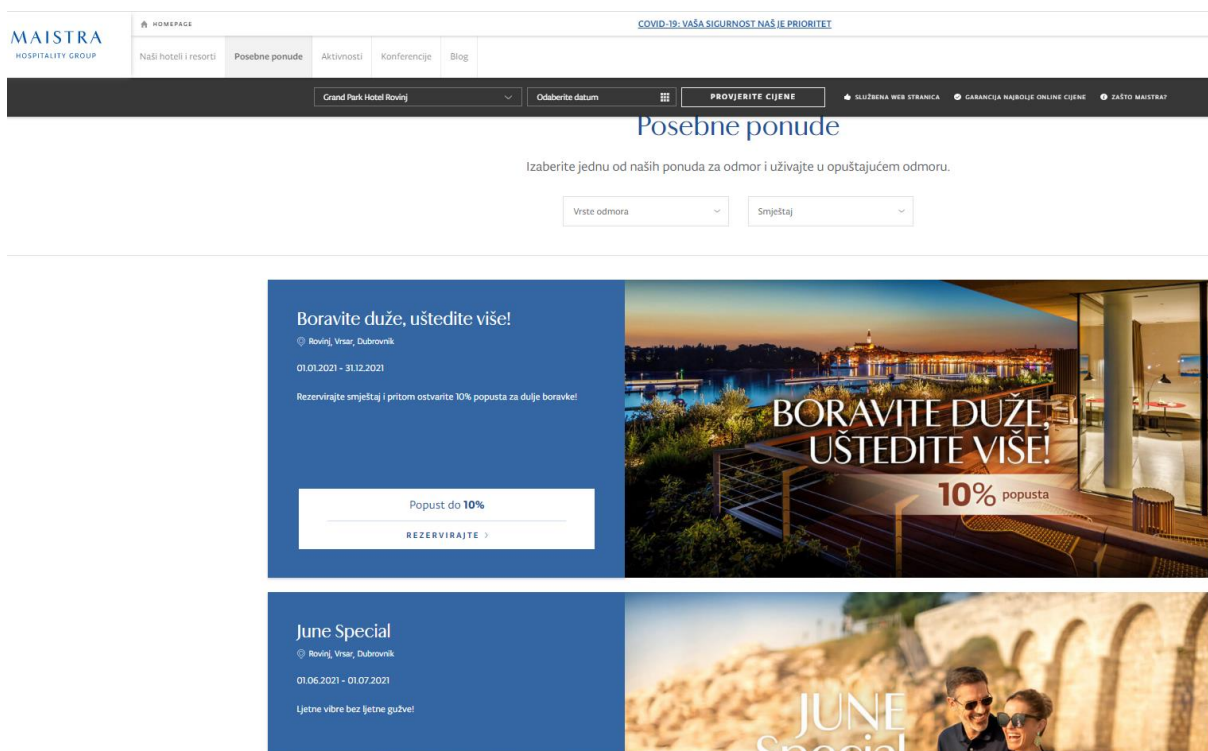 MAISTRA
HOSPITALITY GROUP
HOMEPAGE
COVID-19: VAŠA SIGURNOST NAŠ JE PRIORITET
Naši hoteli i resorti
Posebne ponude
Aktivnosti
Konferencije
Blog
Grand Park Hotel Rovinj
Odaberite datum
PROVJERITE CIJENE
SLUŽBENA WEB STRANICA
GARANCIJA NAJBOLJE ONLINE CIJENE
ZAŠTO MAISTRA?
Posebne ponude
Izaberite jednu od naših ponuda za odmor i uživajte u opuštajućem odmoru.
Vrste odmora
Smještaj
Boravite duže, uštedite više!
Rovinj, Vrsar, Dubrovnik
01.01.2021 - 31.12.2021
Rezervirajte smještaj i pritom ostvarite 10% popusta za dulje boravke!
Popust do 10%
REZERVIRAJTE
BORAVITE DUŽE,
UŠTEDITE VIŠE!
10% popusta
June Special
Rovinj, Vrsar, Dubrovnik
01.06.2021 - 01.07.2021
Ljetne vibre bez ljetne gužve!
JUNE
Special